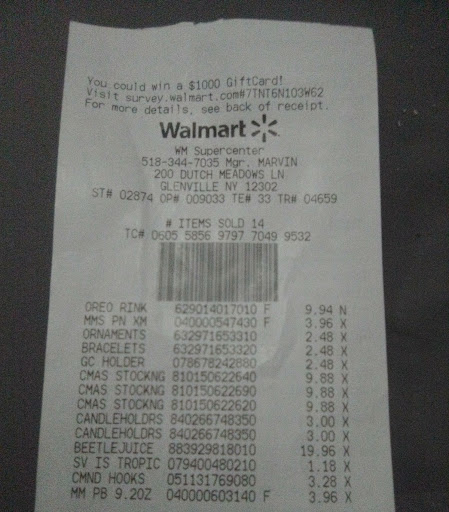 You could win a $1000 GiftCard!
Visit survey.walmart.com#7TNT6N103W62
For more details, see back of receipt.
Walmart
WM Supercenter
518-344-7035 Mgr. MARVIN
200 DUTCH MEADOWS LN
GLENVILLE NY 12302
ST# 02874 OP# 009033 TE# 33 TR# 04659
# ITEMS SOLD 14
TC# 0605 5856 9797 7049 9532
OREO RINK 629014017010 F 9.94 N
MMS PN XM 040000547430 F 3.96 X
ORNAMENTS 632971653310 2.48 X
BRACELETS 632971653320 2.48 X
GC HOLDER 078678242880 2.48 X
CMAS STOCKNG 810150622640 9.88 X
CMAS STOCKNG 810150622690 9.88 X
CMAS STOCKNG 810150622620 9.88 X
CANDLEHOLDRS 840266748350 3.00 X
CANDLEHOLDRS 840266748350 3.00 X
BEETLEJUICE 883929818010 19.96 X
SV IS TROPIC 079400480210 1.18 X
CMND HOOKS 051131769080 3.28 X
MM PB 9.2OZ 040000603140 F 3.96 X